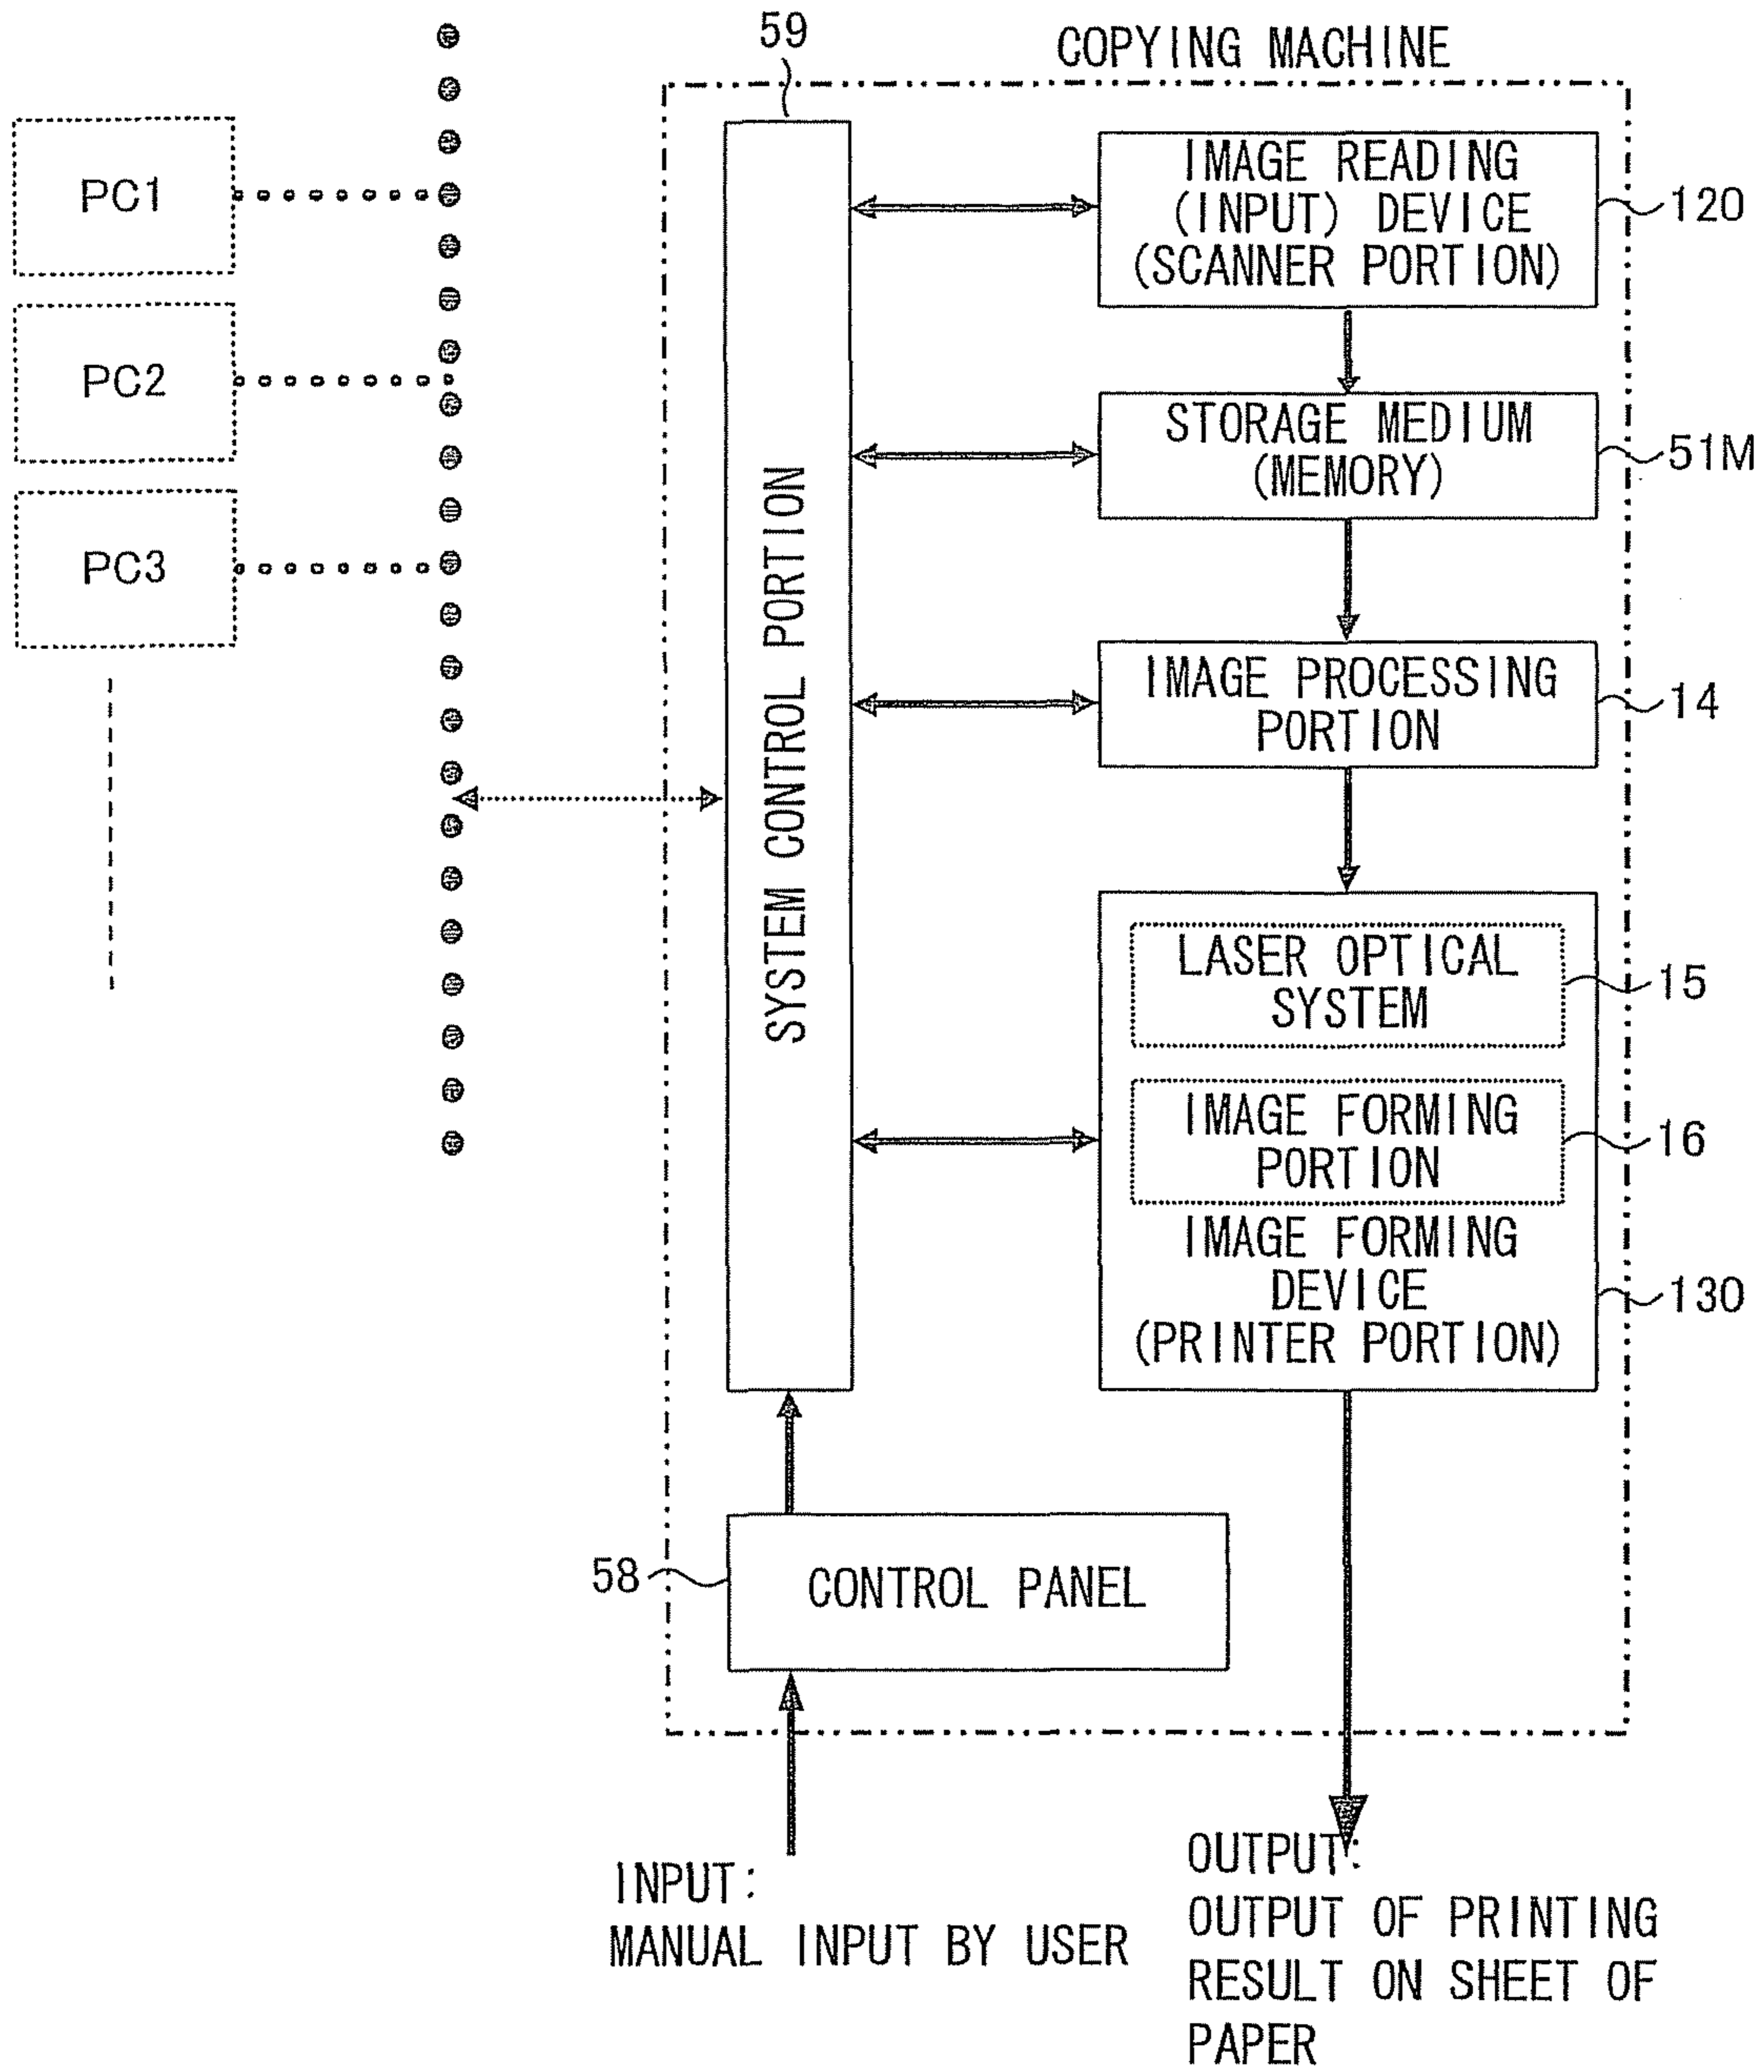 59
COPYING MACHINE
PC1
PC2
PC3
SYSTEM CONTROL PORTION
IMAGE READING
(INPUT) DEVICE
(SCANNER PORTION)
120
STORAGE MEDIUM
(MEMORY)
51M
IMAGE PROCESSING
PORTION
14
LASER OPTICAL
SYSTEM
15
IMAGE FORMING
PORTION
16
IMAGE FORMING
DEVICE
(PRINTER PORTION)
130
58
CONTROL PANEL
INPUT:
MANUAL INPUT BY USER
OUTPUT:
OUTPUT OF PRINTING
RESULT ON SHEET OF
PAPER